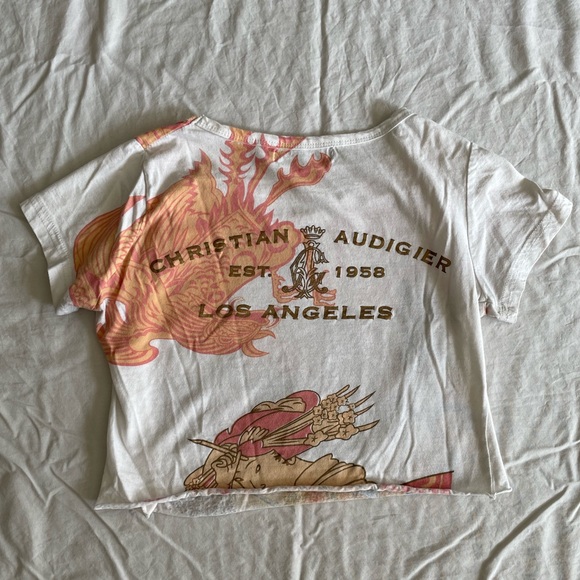 CHRISTIAN AUDIGIER
EST. 1958
LOS ANGELES